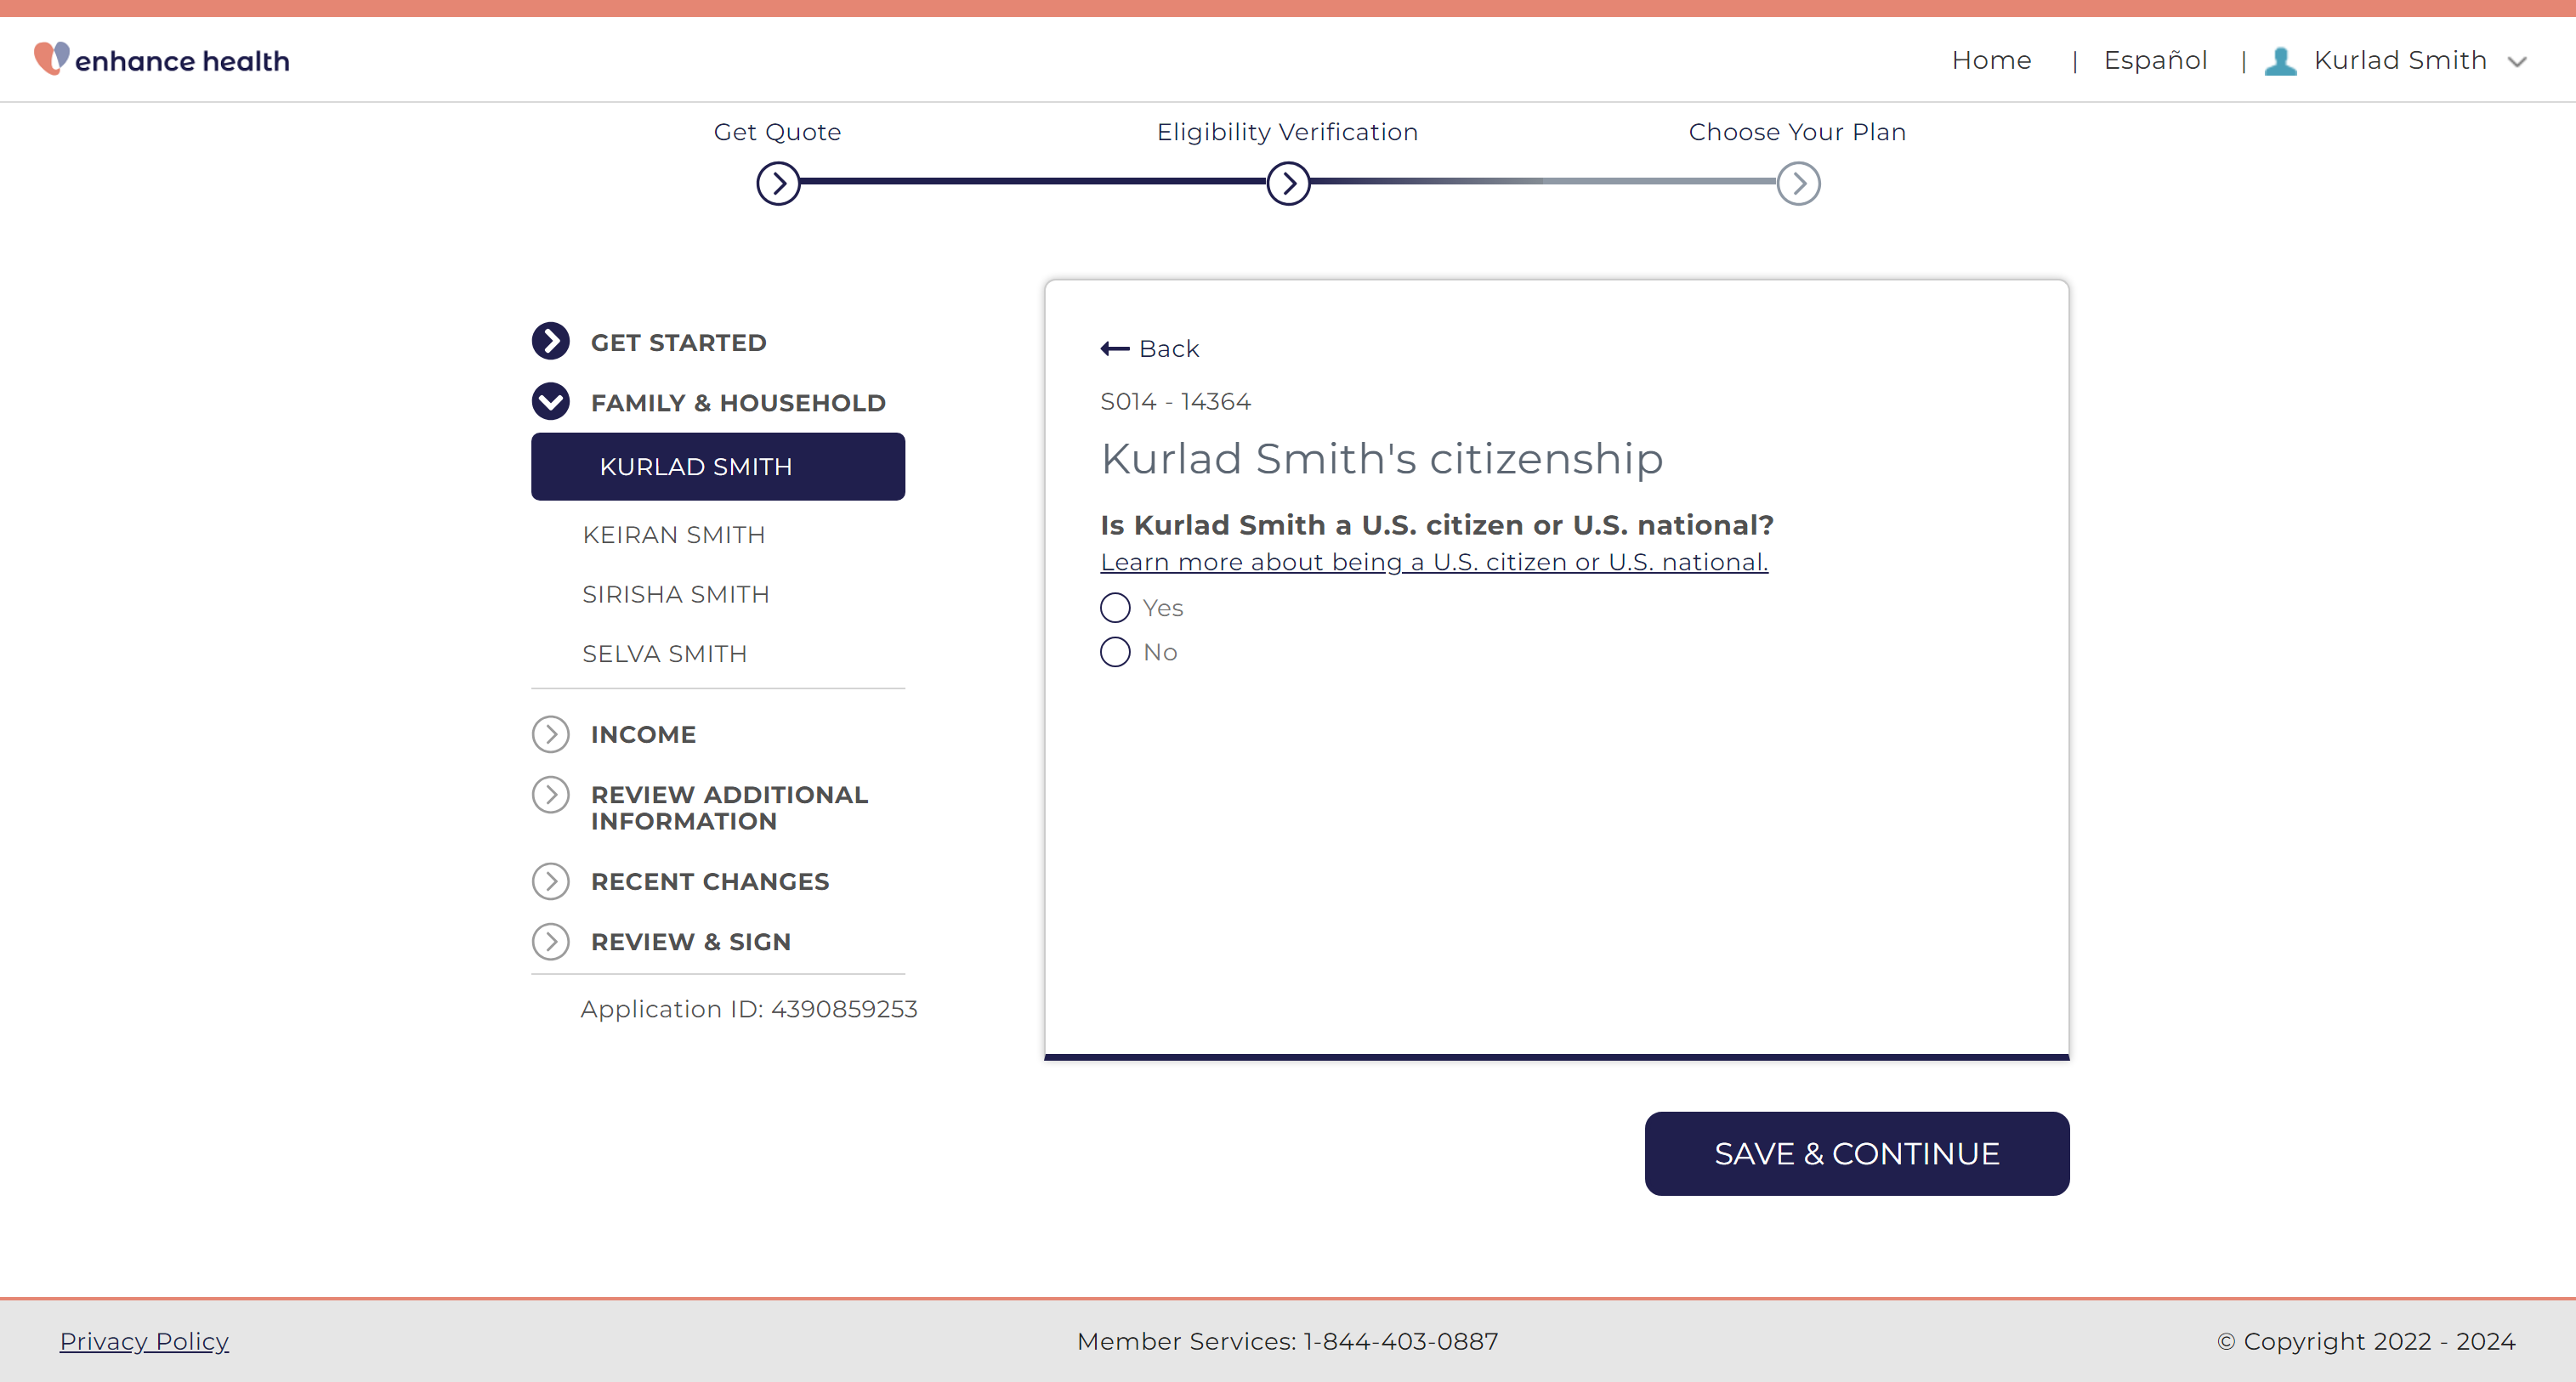 enhance health
Home | Español | Kurlad Smith
Get Quote
Eligibility Verification
Choose Your Plan
GET STARTED
FAMILY & HOUSEHOLD
KURLAD SMITH
KEIRAN SMITH
SIRISHA SMITH
SELVA SMITH
INCOME
REVIEW ADDITIONAL
INFORMATION
RECENT CHANGES
REVIEW & SIGN
Application ID: 4390859253
Back
S014 - 14364
Kurlad Smith's citizenship
Is Kurlad Smith a U.S. citizen or U.S. national?
Learn more about being a U.S. citizen or U.S. national.
Yes
No
SAVE & CONTINUE
Privacy Policy
Member Services: 1-844-403-0887
© Copyright 2022 - 2024